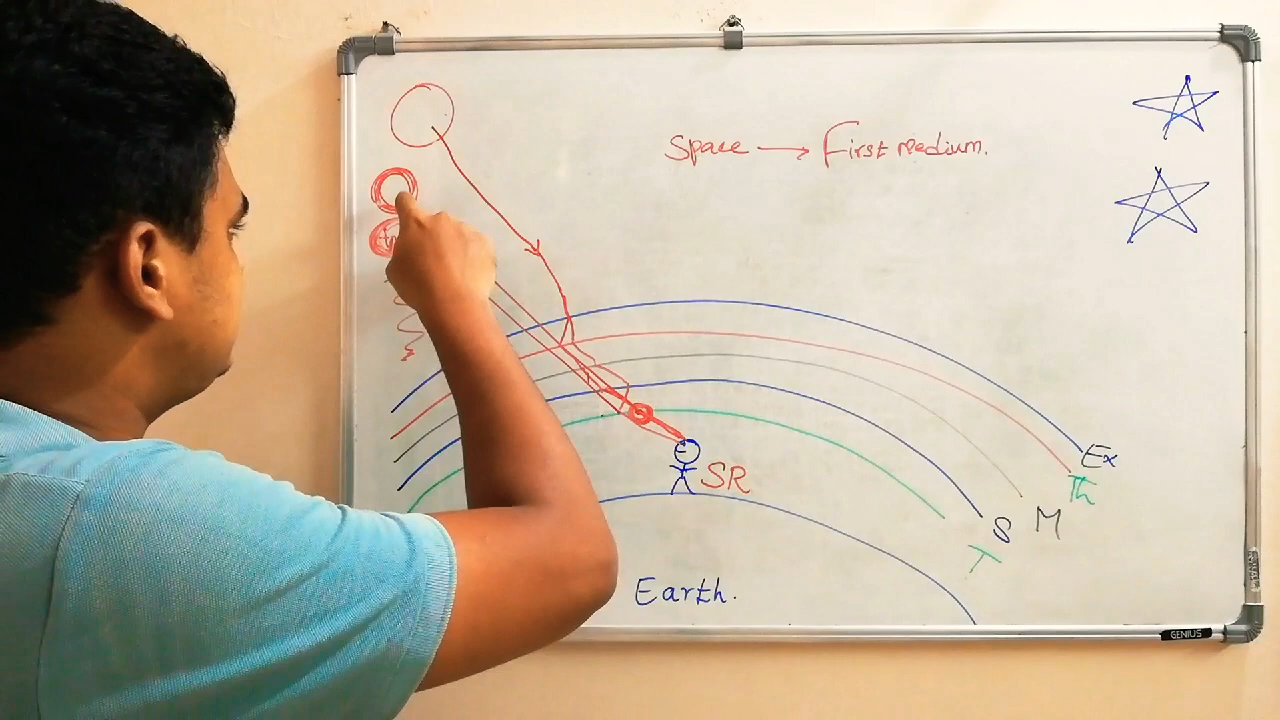 Space → First medium.
Ex
Th
SR
M
S
T
Earth.
GENIUS